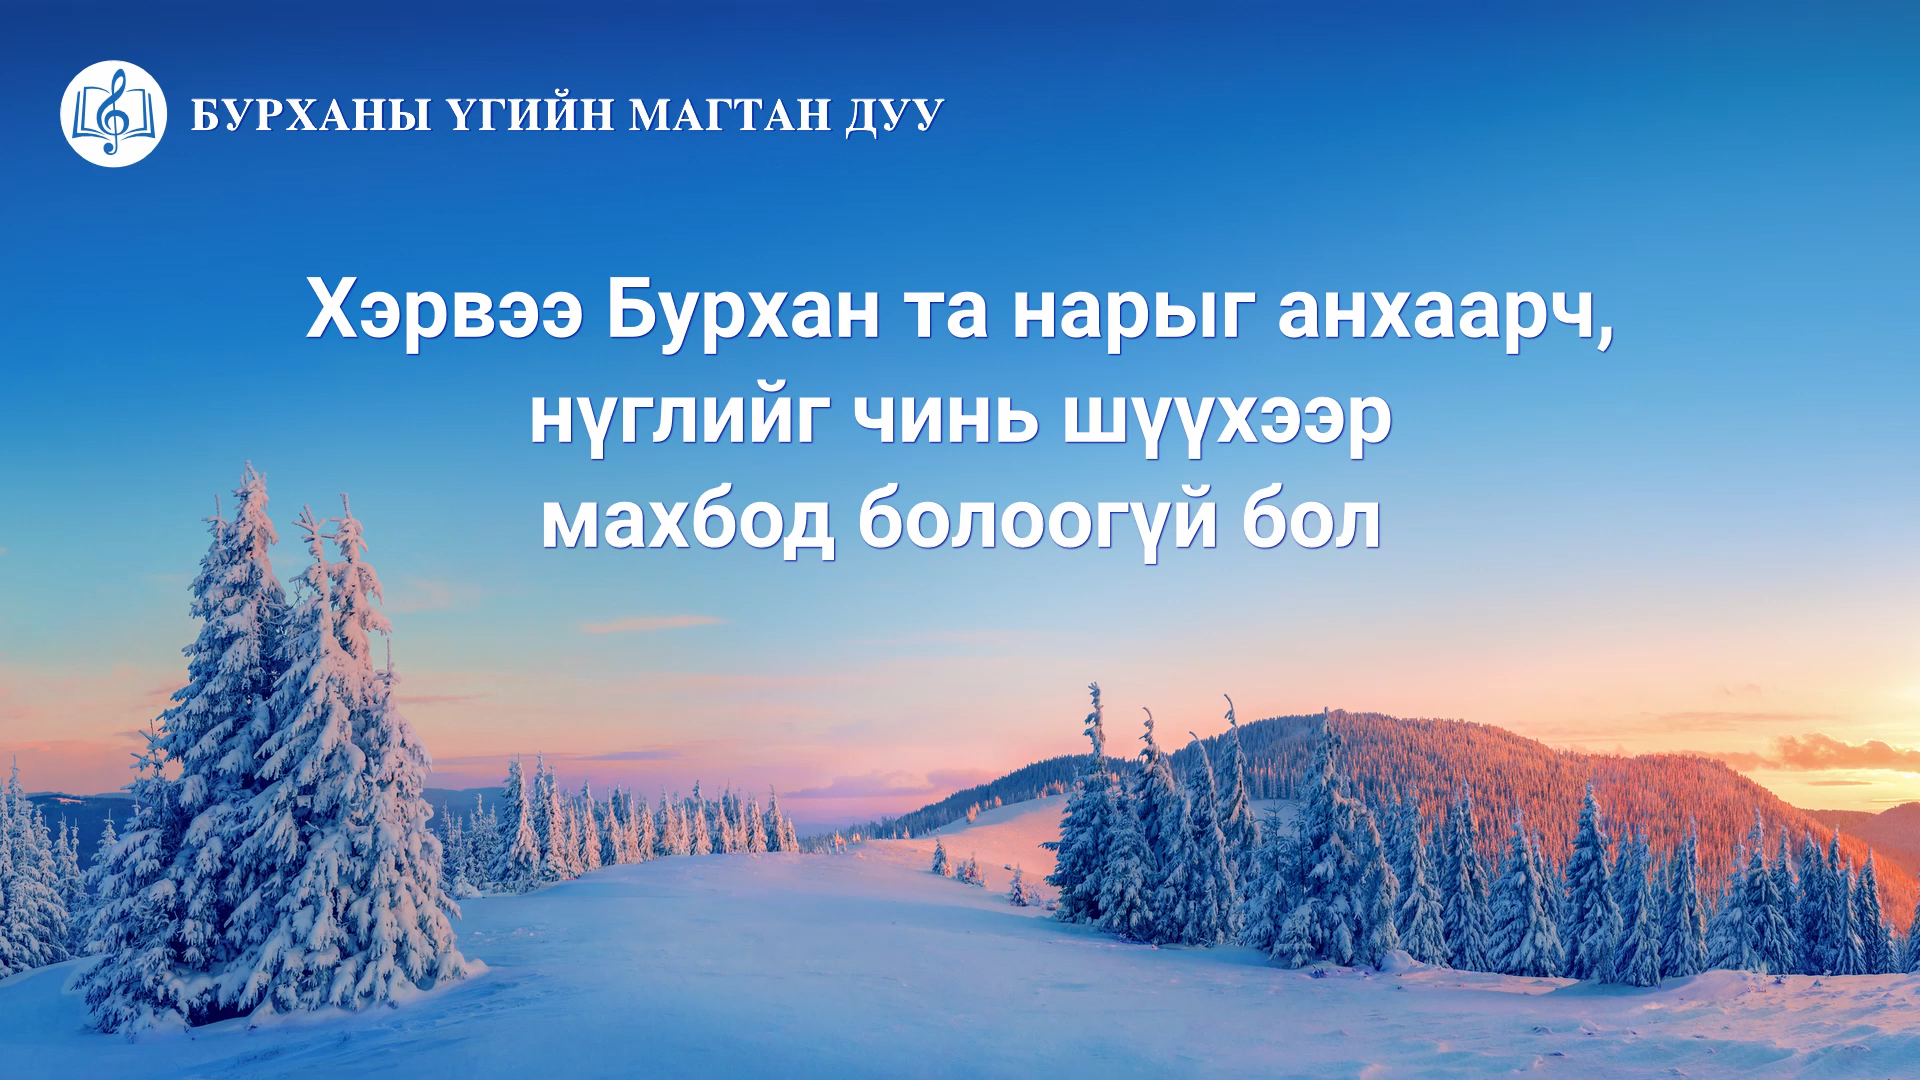 БУРХАНЫ ҮГИЙН МАГТАН ДУУ
Хэрвээ Бурхан та нарыг анхаарч,
нүглийг чинь шүүхээр
махбод болоогүй бол